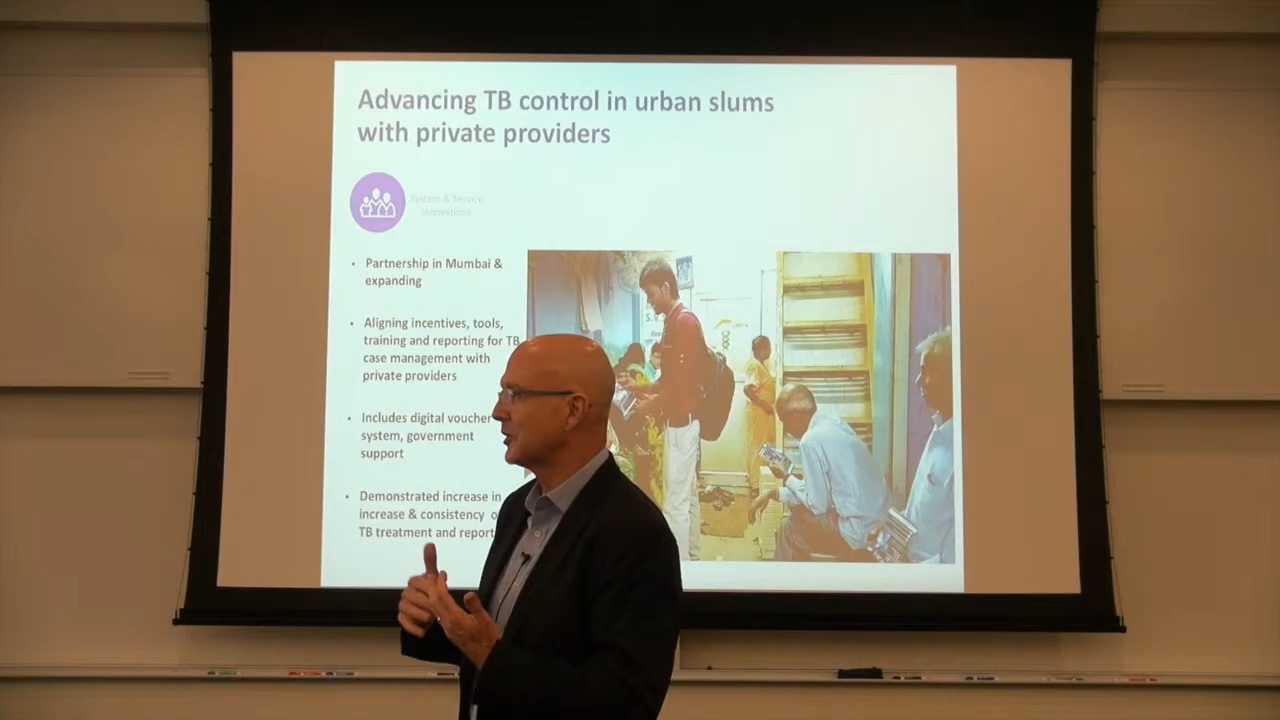 Advancing TB control in urban slums
with private providers
System & Service
Innovations
• Partnership in Mumbai &
expanding
• Aligning incentives, tools,
training and reporting for TB
case management with
private providers
• Includes digital voucher
system, government
support
• Demonstrated increase in
increase & consistency
TB treatment and report